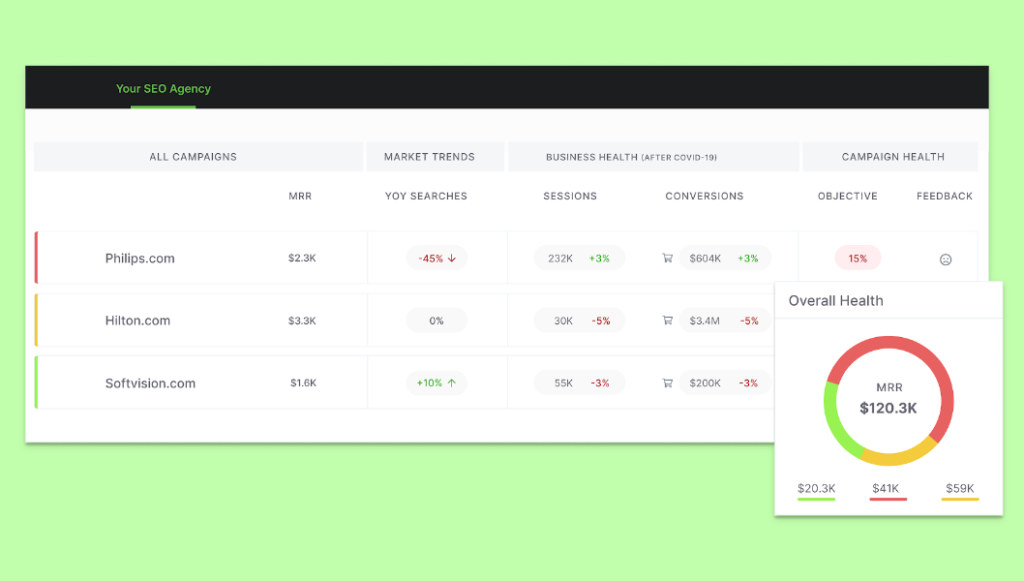 Your SEO Agency
ALL CAMPAIGNS MARKET TRENDS BUSINESS HEALTH (AFTER COVID-19) CAMPAIGN HEALTH
MRR YOY SEARCHES SESSIONS CONVERSIONS OBJECTIVE FEEDBACK
Philips.com $2.3K -45% ↓ 232K +3% $604K +3% 15%
Hilton.com $3.3K 0% 30K -5% $3.4M -5%
Softvision.com $1.6K +10% ↑ 55K -3% $200K -3%
Overall Health
MRR
$120.3K
$20.3K $41K $59K